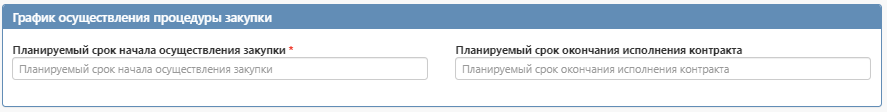 График осуществления процедуры закупки
Планируемый срок начала осуществления закупки * Планируемый срок окончания исполнения контракта
Планируемый срок начала осуществления закупки Планируемый срок окончания исполнения контракта